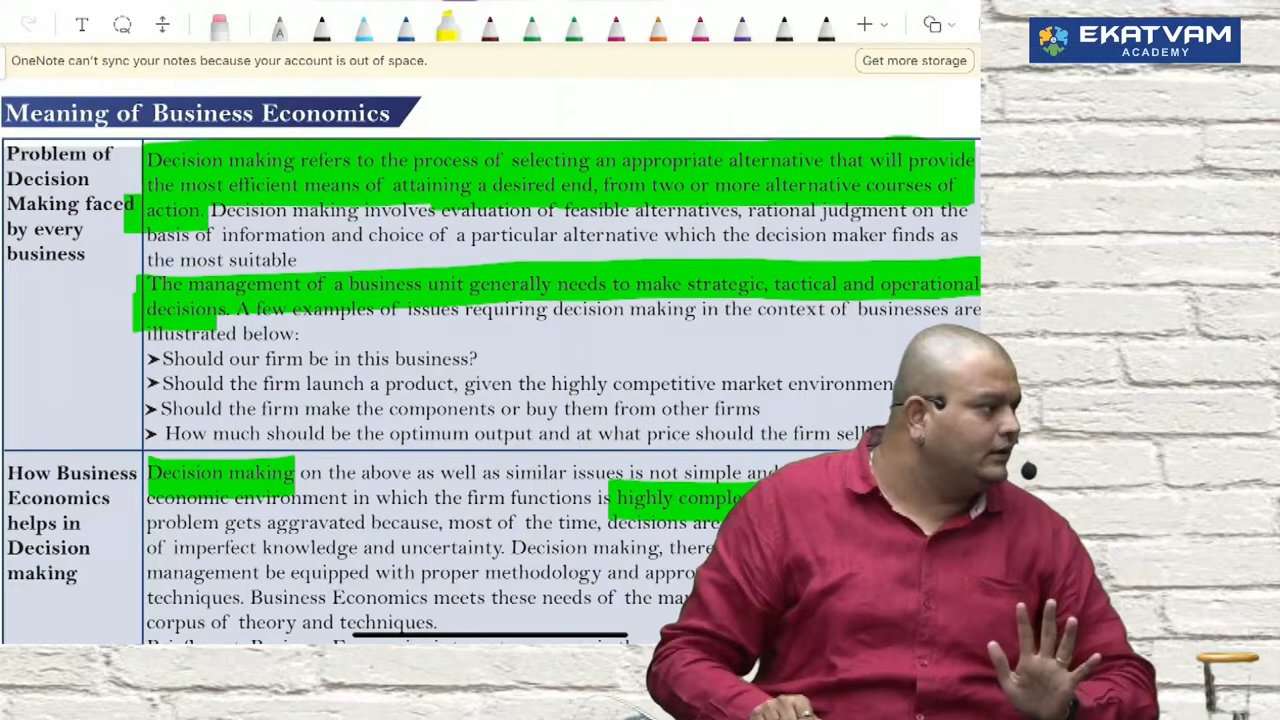 EKATVAM
ACADEMY
OneNote can't sync your notes because your account is out of space.
Get more storage
Meaning of Business Economics
Problem of
Decision
Making faced
by every
business
Decision making refers to the process of selecting an appropriate alternative that will provide
the most efficient means of attaining a desired end, from two or more alternative courses of
action. Decision making involves evaluation of feasible alternatives, rational judgment on the
basis of information and choice of a particular alternative which the decision maker finds as
the most suitable
The management of a business unit generally needs to make strategic, tactical and operational
decisions. A few examples of issues requiring decision making in the context of businesses are
illustrated below:
➤Should our firm be in this business?
➤Should the firm launch a product, given the highly competitive market
➤Should the firm make the components or buy them from other firms
➤ How much should be the optimum output and at what price should the firm
How Business
Economics
helps in
Decision
making
Decision making on the above as well as similar issues is not simple
economic environment in which the firm functions is highly
problem gets aggravated because, most of the time, decisions are
of imperfect knowledge and uncertainty. Decision making,
management be equipped with proper methodology and
techniques. Business Economics meets these needs of the
corpus of theory and techniques.